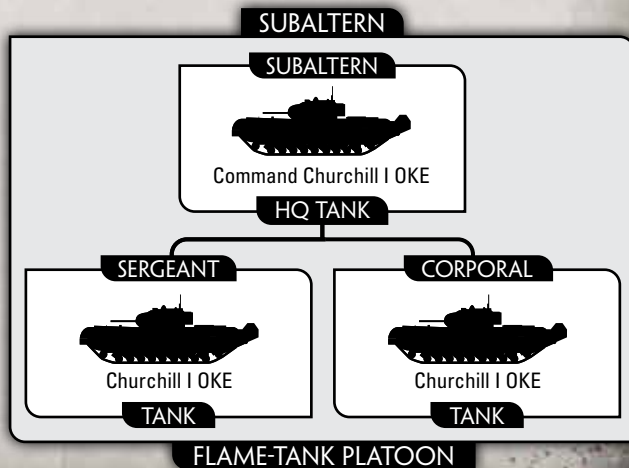 SUBALTERN
SUBALTERN
Command Churchill I OKE
HQ TANK
SERGEANT
CORPORAL
Churchill I OKE
Churchill I OKE
TANK
TANK
FLAME-TANK PLATOON